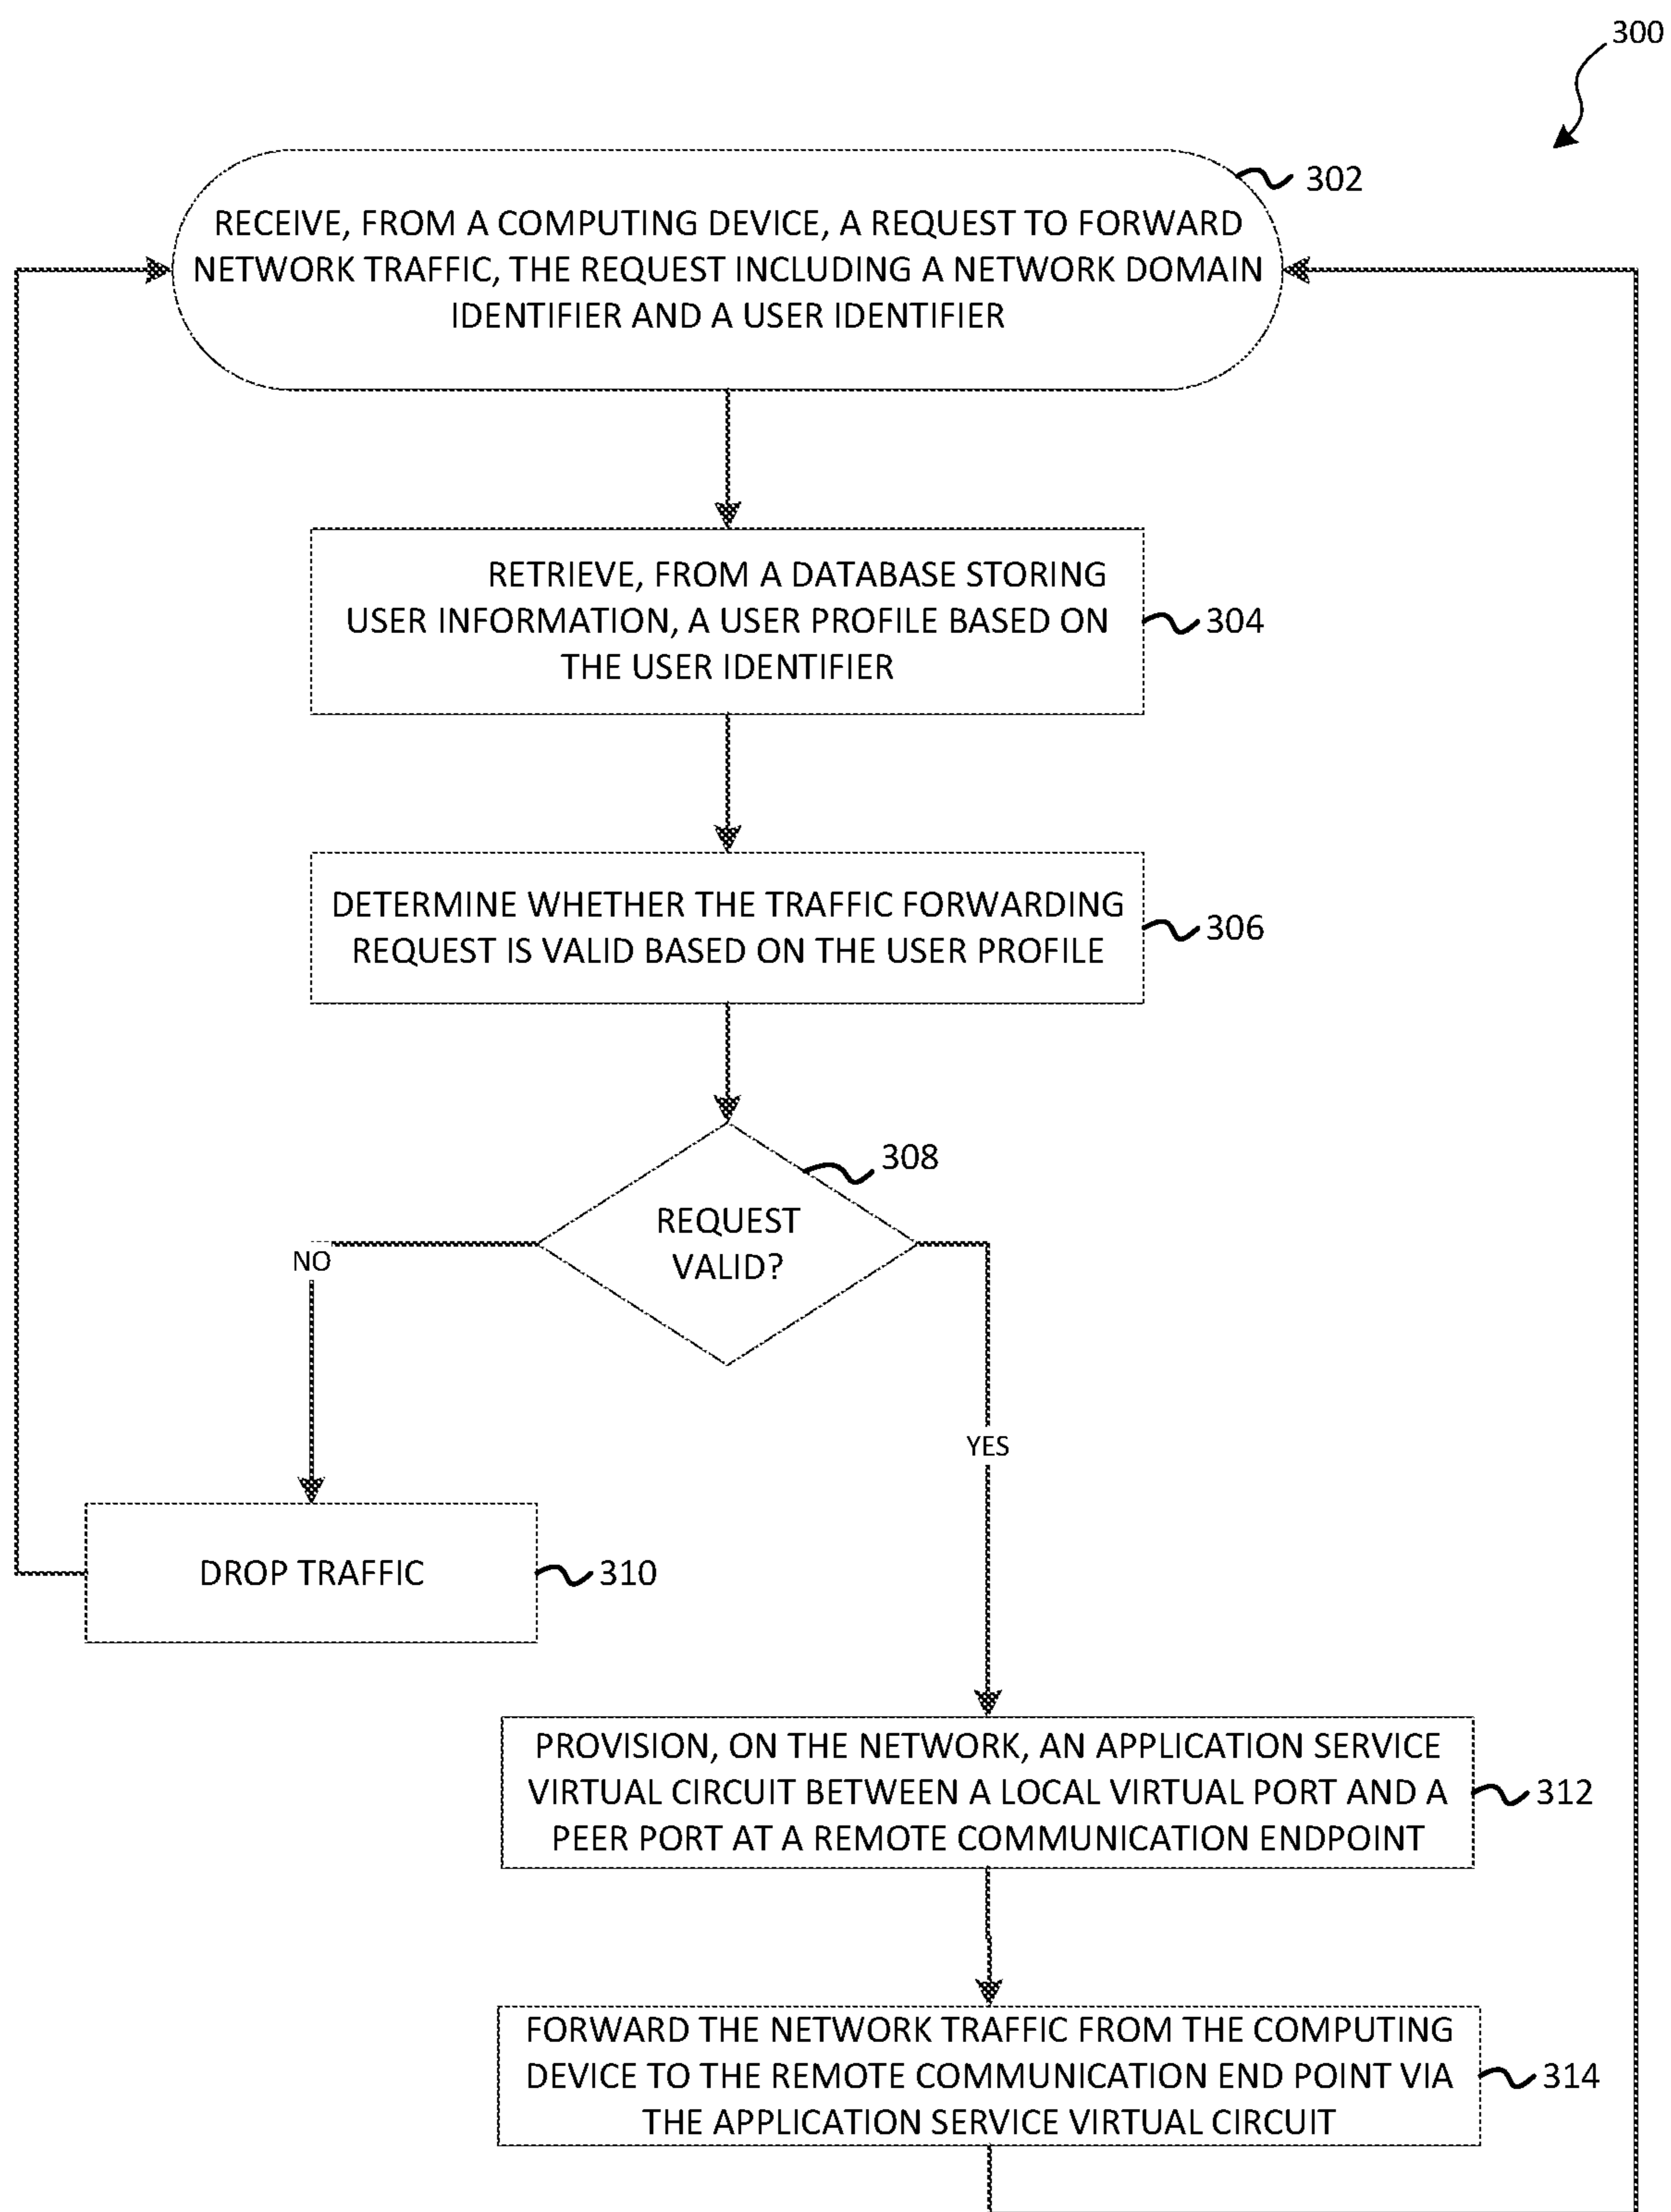 300
302
RECEIVE, FROM A COMPUTING DEVICE, A REQUEST TO FORWARD
NETWORK TRAFFIC, THE REQUEST INCLUDING A NETWORK DOMAIN
IDENTIFIER AND A USER IDENTIFIER
RETRIEVE, FROM A DATABASE STORING
USER INFORMATION, A USER PROFILE BASED ON
THE USER IDENTIFIER
304
DETERMINE WHETHER THE TRAFFIC FORWARDING
REQUEST IS VALID BASED ON THE USER PROFILE
306
308
REQUEST
VALID?
NO
YES
DROP TRAFFIC
310
PROVISION, ON THE NETWORK, AN APPLICATION SERVICE
VIRTUAL CIRCUIT BETWEEN A LOCAL VIRTUAL PORT AND A
PEER PORT AT A REMOTE COMMUNICATION ENDPOINT
312
FORWARD THE NETWORK TRAFFIC FROM THE COMPUTING
DEVICE TO THE REMOTE COMMUNICATION END POINT VIA
THE APPLICATION SERVICE VIRTUAL CIRCUIT
314